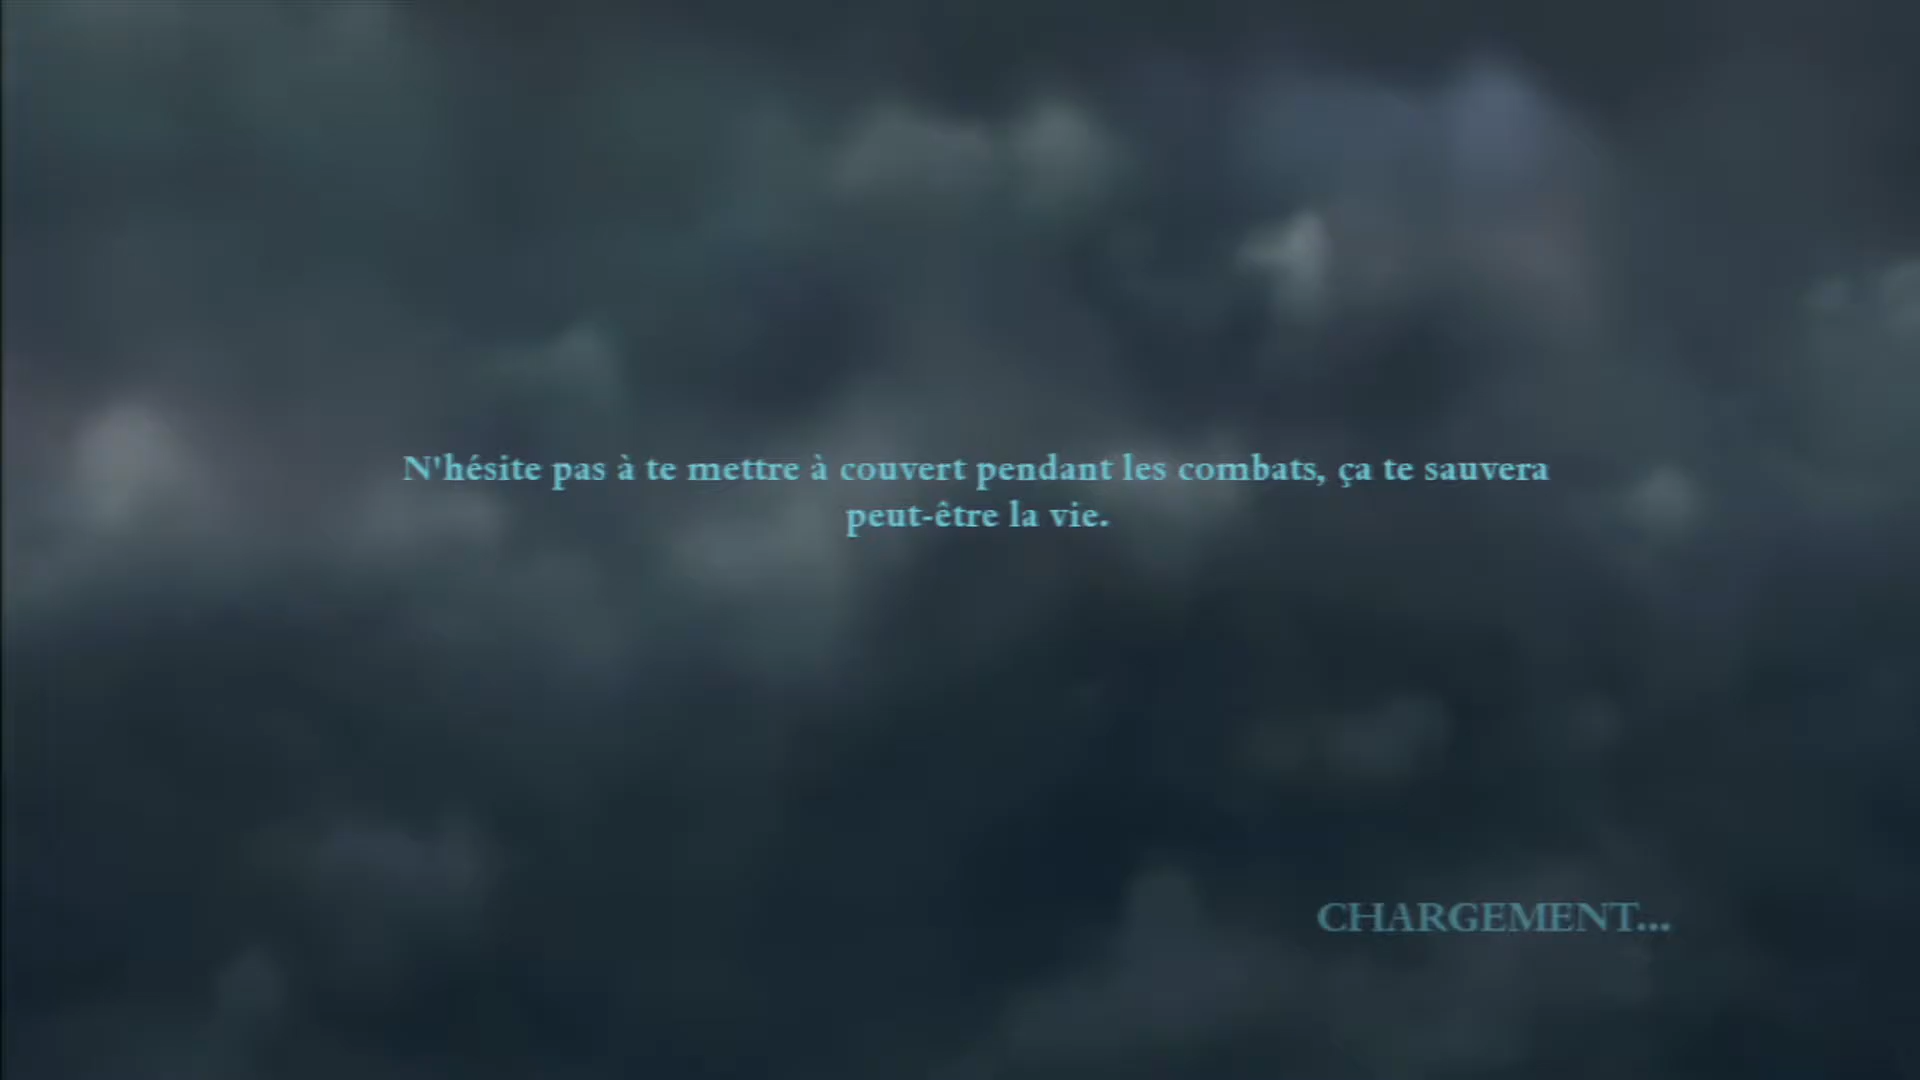 N'hésite pas à te mettre à couvert pendant les combats, ça te sauvera
peut-être la vie.
CHARGEMENT...